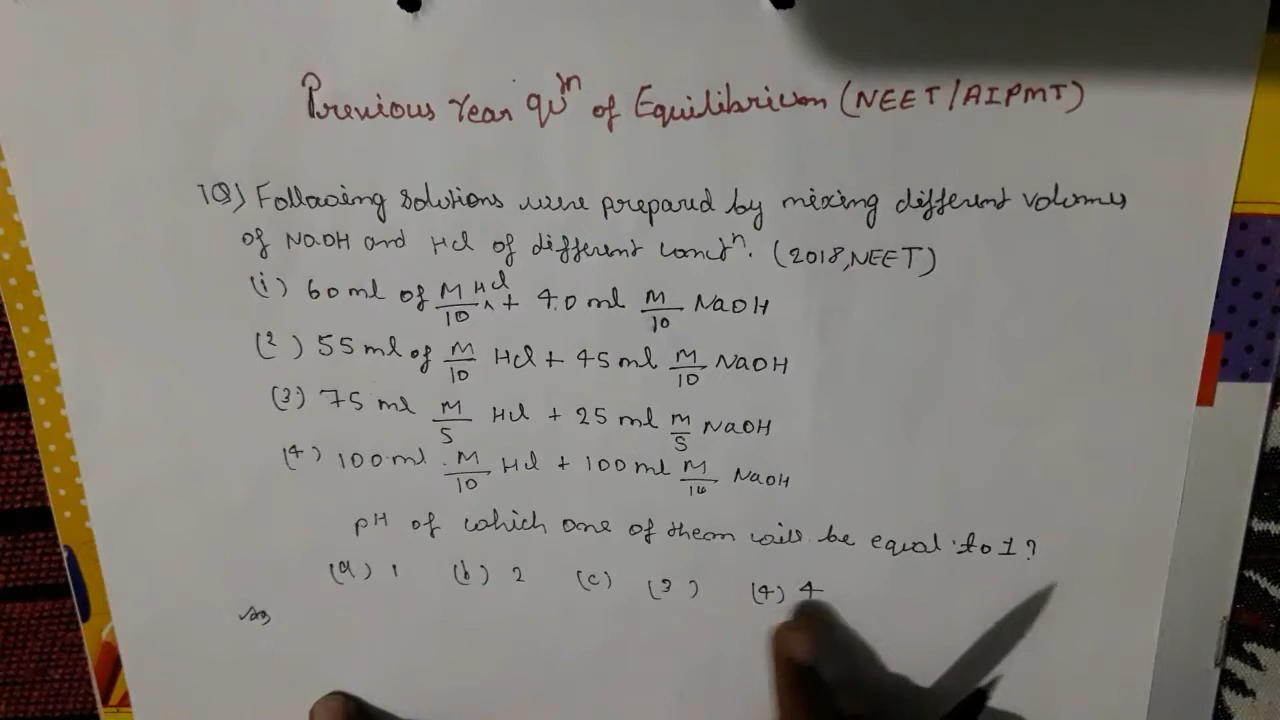 Previous Year quⁿ of Equilibrium (NEET/AIPMT)
1Q) Following solutions were prepared by mixing different volumes
of NaOH and Hcl of different concⁿ. (2018,NEET)
(i) 60 ml of M/10 Hcl + 40 ml M/10 NaOH
(2) 55 ml of M/10 Hcl + 45 ml M/10 NaOH
(3) 75 ml M/5 Hcl + 25 ml M/5 NaOH
(4) 100 ml M/10 Hcl + 100 ml M/10 NaOH
pH of which one of them will be equal to 1?
(a) 1 (b) 2 (c) (3) (4) 4